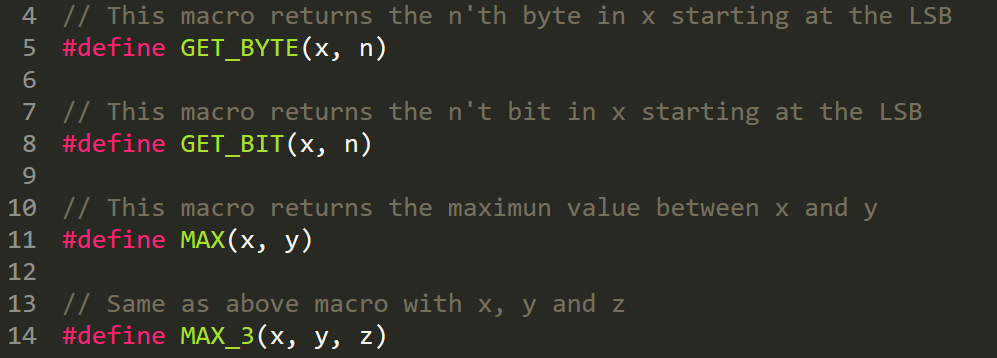 4 // This macro returns the n'th byte in x starting at the LSB
5 #define GET_BYTE(x, n)
6
7 // This macro returns the n't bit in x starting at the LSB
8 #define GET_BIT(x, n)
9
10 // This macro returns the maximun value between x and y
11 #define MAX(x, y)
12
13 // Same as above macro with x, y and z
14 #define MAX_3(x, y, z)